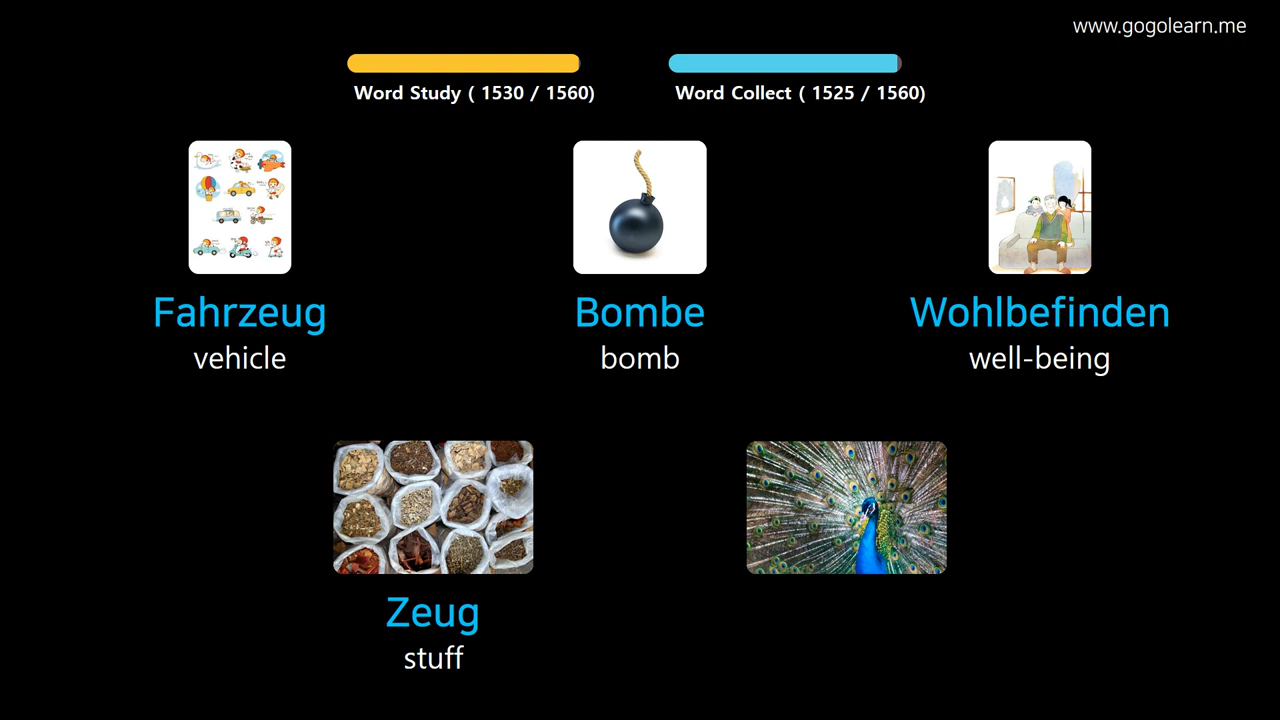 www.gogolearn.me
Word Study ( 1530 / 1560)
Word Collect ( 1525 / 1560)
Fahrzeug
vehicle
Bombe
bomb
Wohlbefinden
well-being
Zeug
stuff